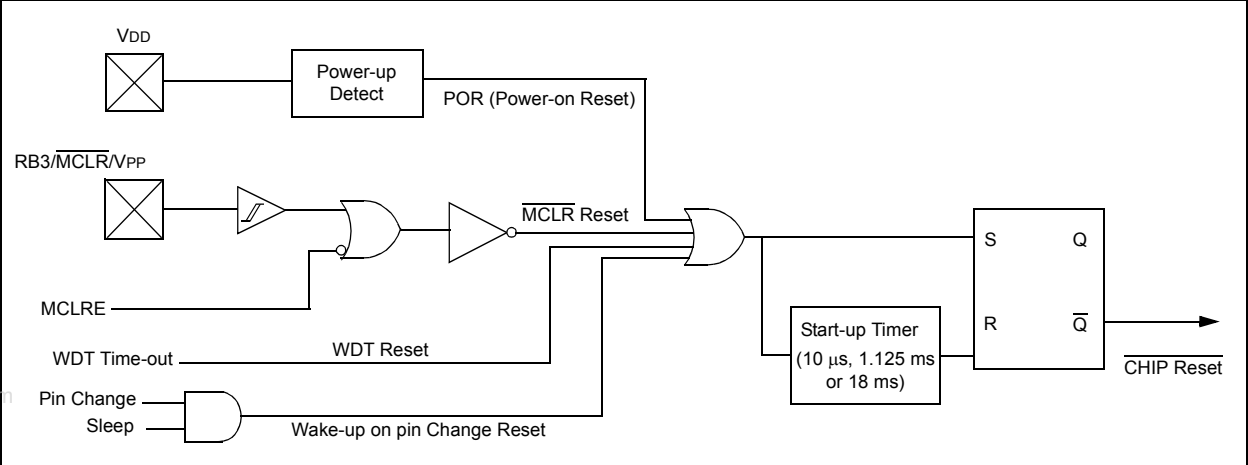 VDD
Power-up
Detect
POR (Power-on Reset)
RB3/MCLR/VPP
MCLR Reset
S Q
MCLRE
R Q
Start-up Timer
(10 μs, 1.125 ms
or 18 ms)
WDT Time-out
WDT Reset
CHIP Reset
Pin Change
Sleep
Wake-up on pin Change Reset